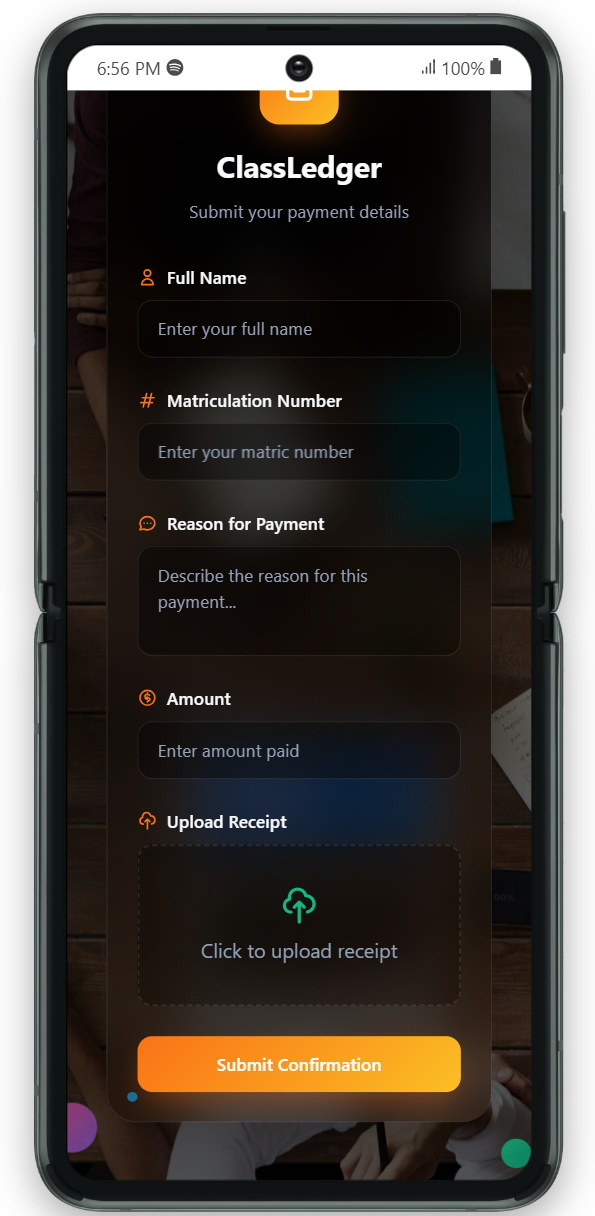 6:56 PM
100%
ClassLedger
Submit your payment details
Full Name
Enter your full name
# Matriculation Number
Enter your matric number
Reason for Payment
Describe the reason for this
payment...
Amount
Enter amount paid
Upload Receipt
Click to upload receipt
Submit Confirmation